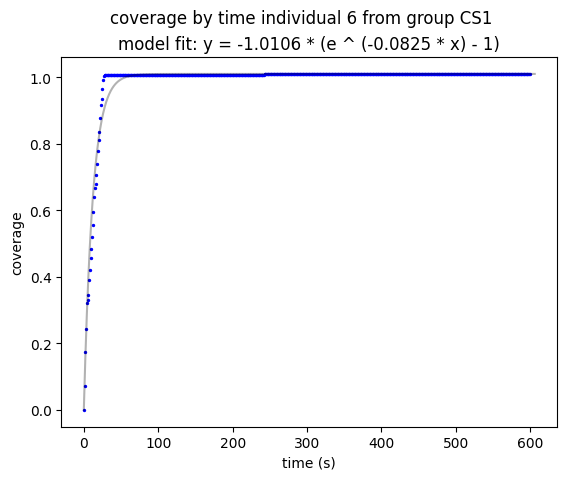 coverage by time individual 6 from group CS1
model fit: y = -1.0106 * (e ^ (-0.0825 * x) - 1)
1.0
0.8
0.6
0.4
0.2
0.0
coverage
0 100 200 300 400 500 600
time (s)